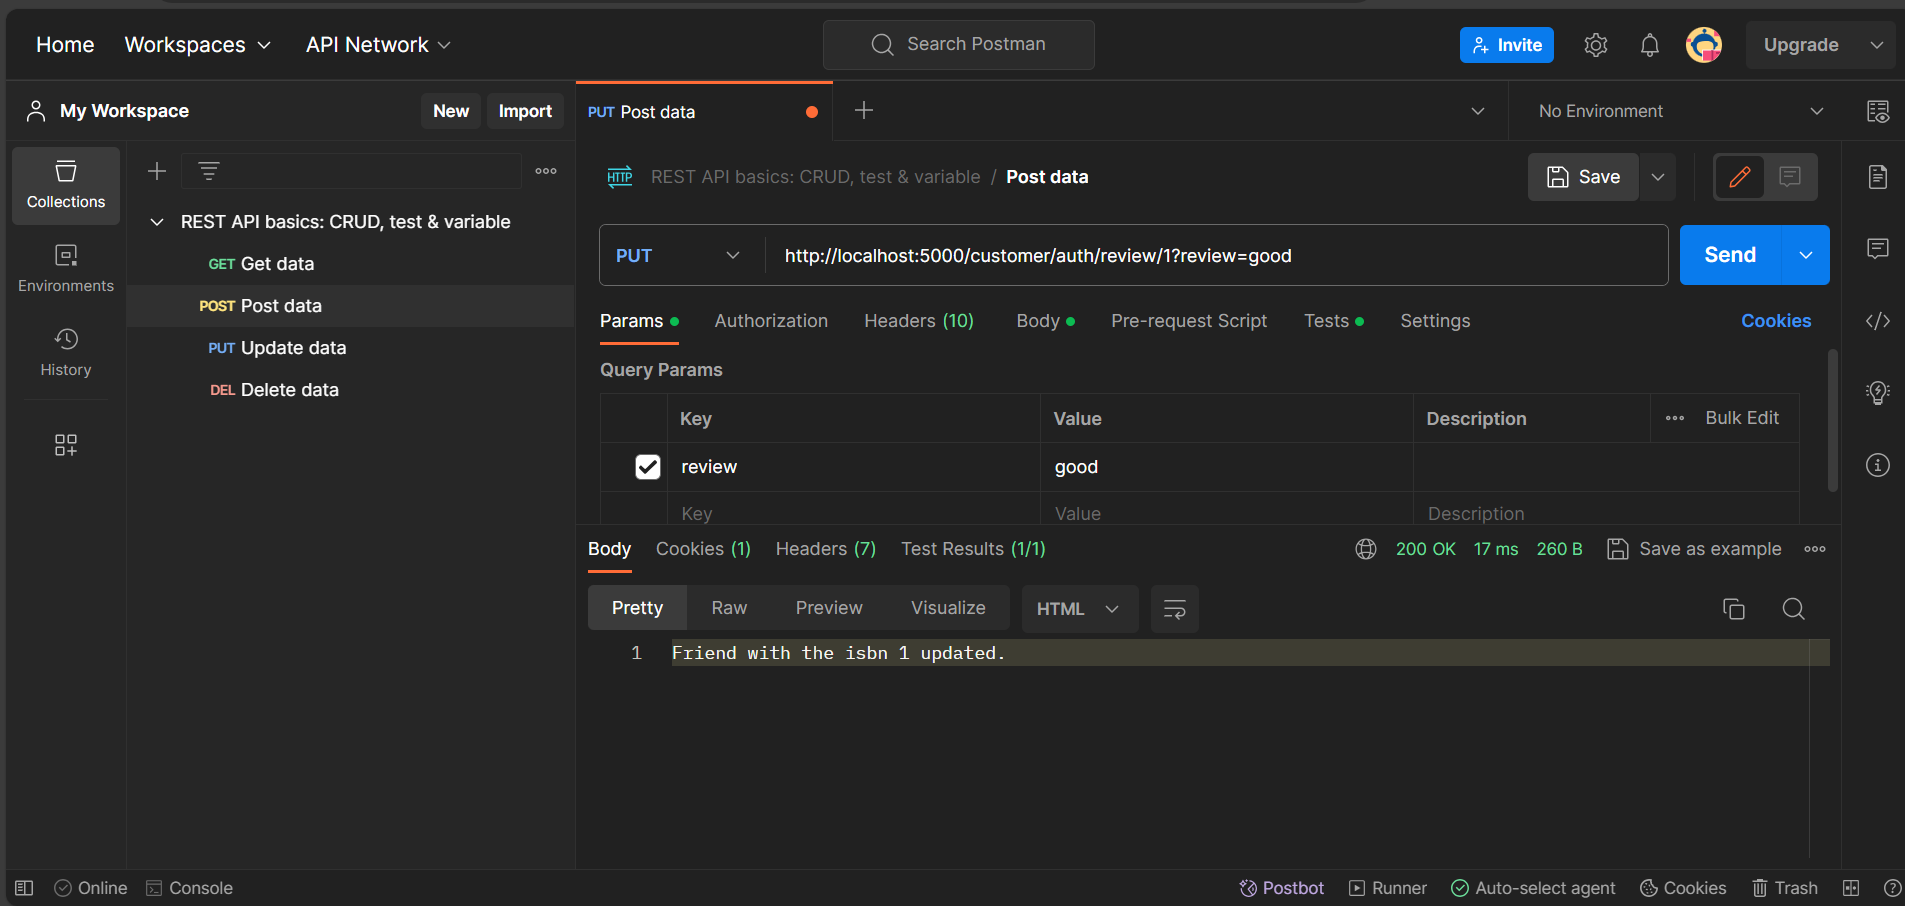 Home Workspaces API Network Search Postman Invite Upgrade
My Workspace New Import PUT Post data No Environment
Collections
Environments
History
REST API basics: CRUD, test & variable
GET Get data
POST Post data
PUT Update data
DEL Delete data
HTTP REST API basics: CRUD, test & variable / Post data Save
PUT http://localhost:5000/customer/auth/review/1?review=good Send
Params Authorization Headers (10) Body Pre-request Script Tests Settings Cookies
Query Params
Key Value Description Bulk Edit
review good
Key Value Description
Body Cookies (1) Headers (7) Test Results (1/1) 200 OK 17 ms 260 B Save as example
Pretty Raw Preview Visualize HTML
1 Friend with the isbn 1 updated.
Online Console Postbot Runner Auto-select agent Cookies Trash